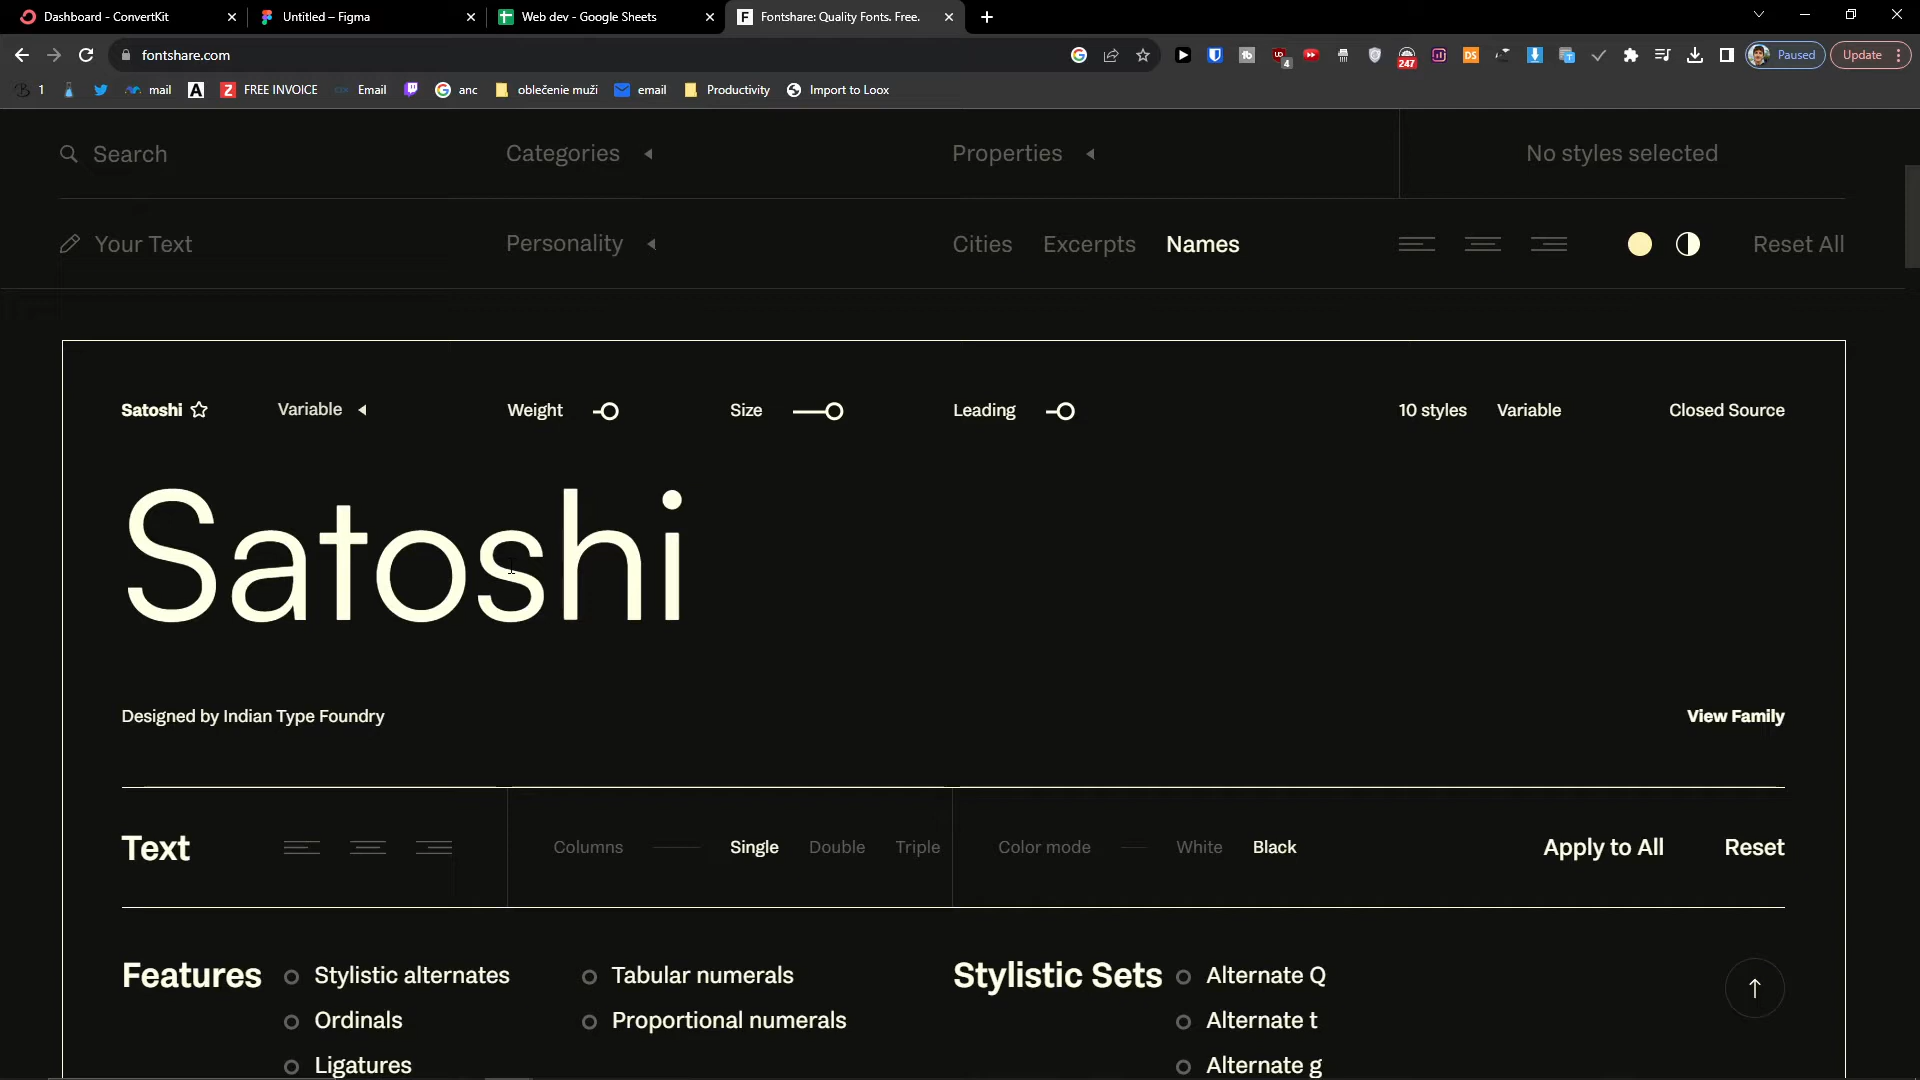 Dashboard - ConvertKit
Untitled – Figma
Web dev - Google Sheets
Fontshare: Quality Fonts. Free.
fontshare.com
4
247
DS
Paused
Update
1
mail
FREE INVOICE
Email
anc
oblečenie muži
email
Productivity
Import to Loox
Search
Categories
Properties
No styles selected
Your Text
Personality
Cities
Excerpts
Names
Reset All
Satoshi
Variable
Weight
Size
Leading
10 styles
Variable
Closed Source
Satoshi
Designed by Indian Type Foundry
View Family
Text
Columns
Single
Double
Triple
Color mode
White
Black
Apply to All
Reset
Features
Stylistic alternates
Tabular numerals
Stylistic Sets
Alternate Q
Ordinals
Proportional numerals
Alternate t
Ligatures
Alternate g